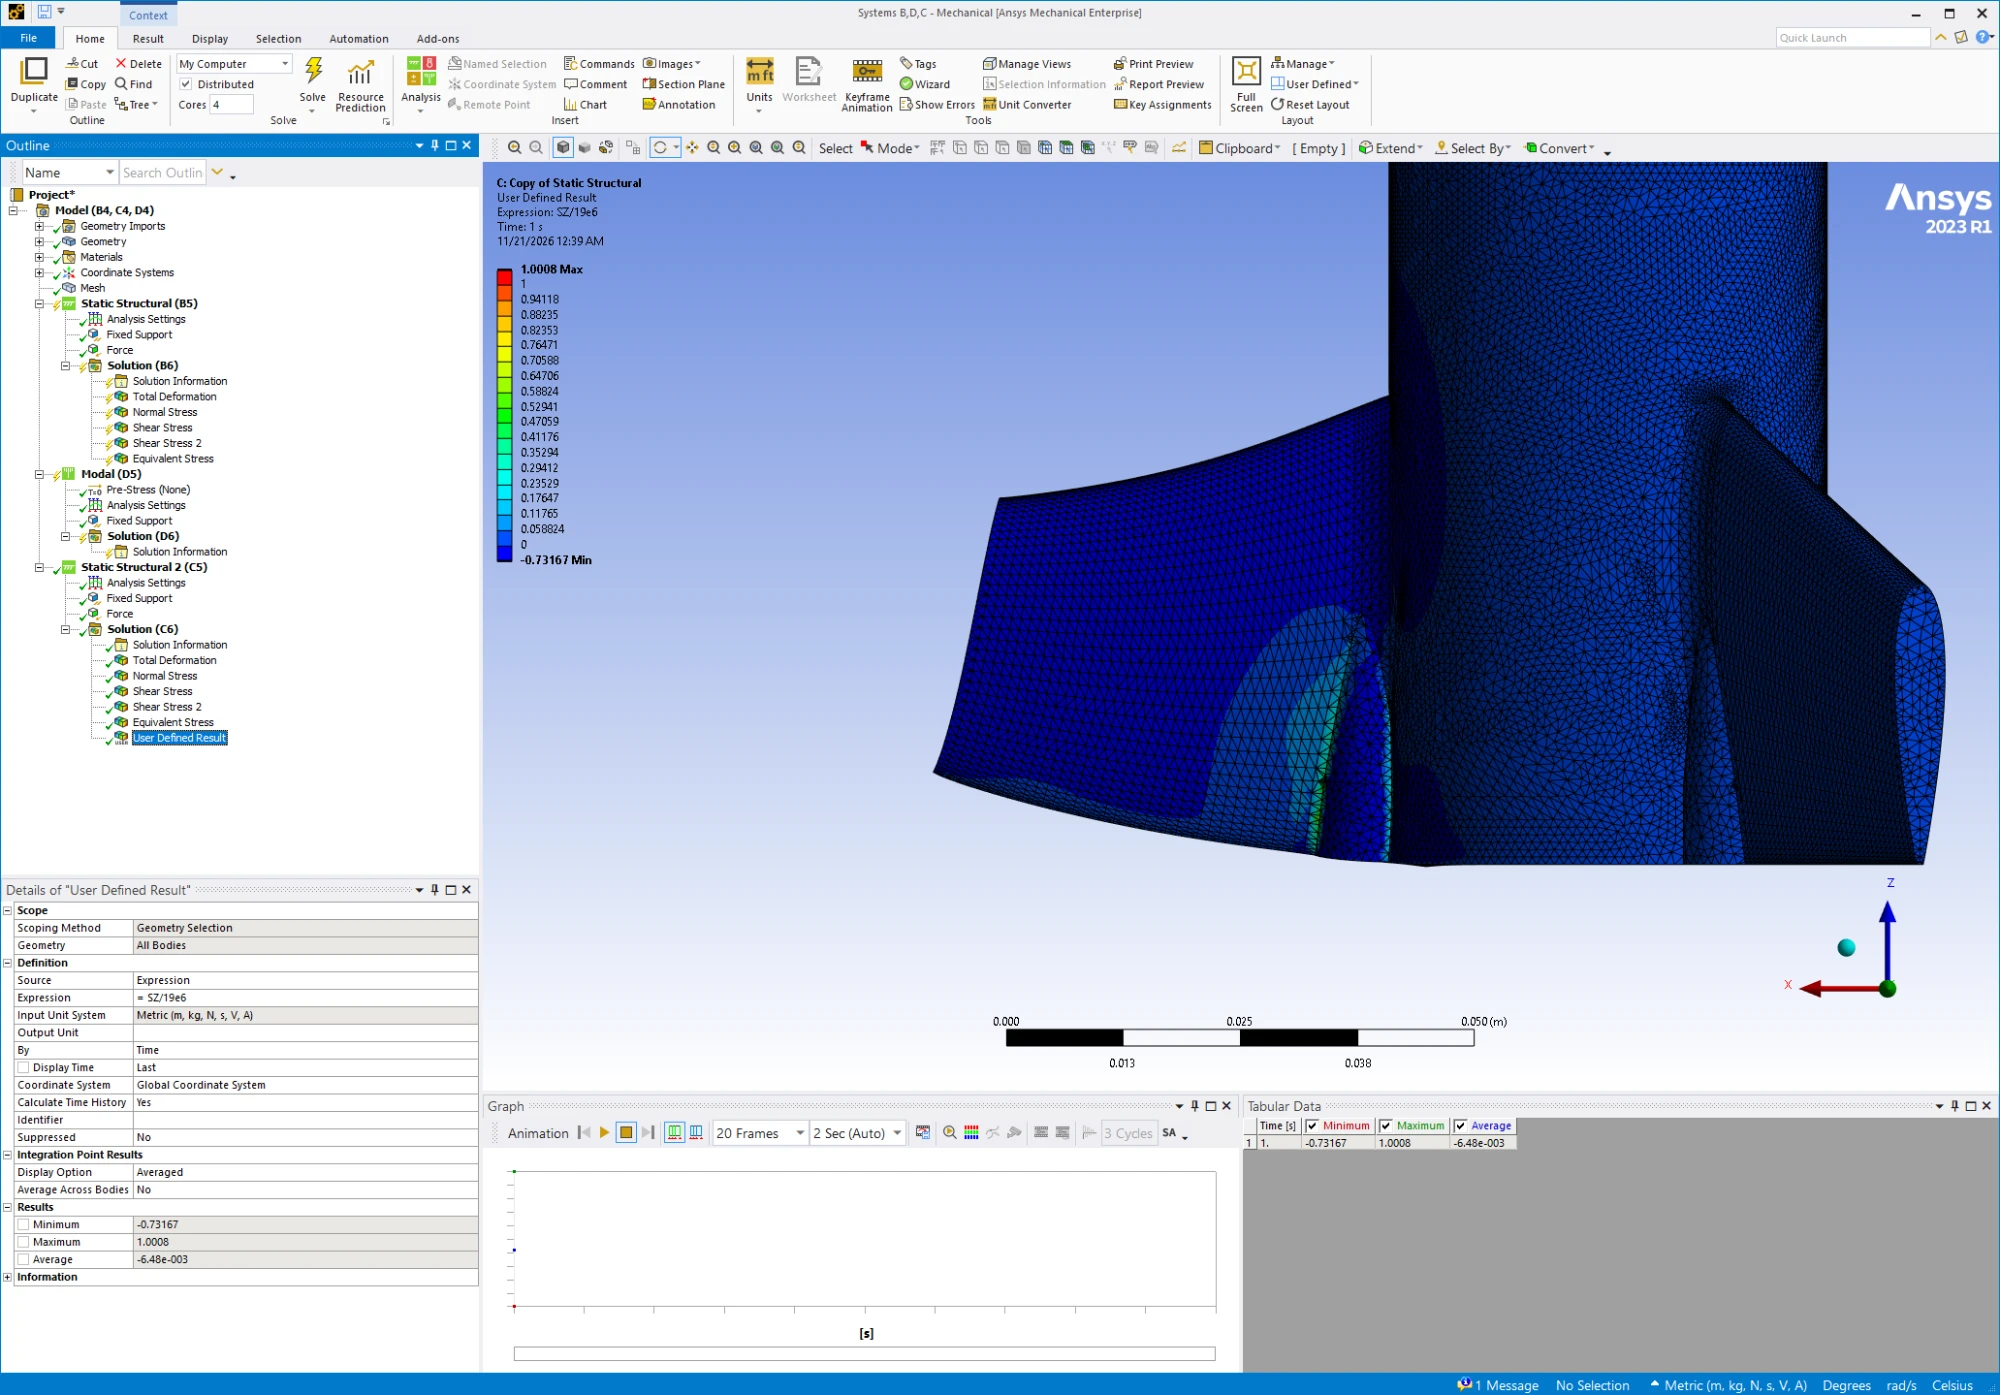 Context
Systems B,D,C - Mechanical [Ansys Mechanical Enterprise]
File Home Result Display Selection Automation Add-ons
Quick Launch
Duplicate
Cut
Copy
Paste
Delete
Find
Tree
Outline
My Computer
Distributed
Cores 4
Solve
Resource Prediction
Solve
Analysis
Named Selection
Coordinate System
Remote Point
Commands
Comment
Chart
Images
Section Plane
Annotation
Insert
Units
Worksheet
Keyframe Animation
Tags
Wizard
Show Errors
Manage Views
Selection Information
Unit Converter
Print Preview
Report Preview
Key Assignments
Tools
Full Screen
Manage
User Defined
Reset Layout
Layout
Outline
Name Search Outlin
Project*
Model (B4, C4, D4)
Geometry Imports
Geometry
Materials
Coordinate Systems
Mesh
Static Structural (B5)
Analysis Settings
Fixed Support
Force
Solution (B6)
Solution Information
Total Deformation
Normal Stress
Shear Stress
Shear Stress 2
Equivalent Stress
Modal (D5)
Pre-Stress (None)
Analysis Settings
Fixed Support
Solution (D6)
Solution Information
Static Structural 2 (C5)
Analysis Settings
Fixed Support
Force
Solution (C6)
Solution Information
Total Deformation
Normal Stress
Shear Stress
Shear Stress 2
Equivalent Stress
User Defined Result
Details of "User Defined Result"
Scope
Scoping Method Geometry Selection
Geometry All Bodies
Definition
Source Expression
Expression = SZ/19e6
Input Unit System Metric (m, kg, N, s, V, A)
Output Unit
By Time
Display Time Last
Coordinate System Global Coordinate System
Calculate Time History Yes
Identifier
Suppressed No
Integration Point Results
Display Option Averaged
Average Across Bodies No
Results
Minimum -0.73167
Maximum 1.0008
Average -6.48e-003
Information
Select Mode Clipboard [ Empty ] Extend Select By Convert
C: Copy of Static Structural
User Defined Result
Expression: SZ/19e6
Time: 1 s
11/21/2026 12:39 AM
1.0008 Max
1
0.94118
0.88235
0.82353
0.76471
0.70588
0.64706
0.58824
0.52941
0.47059
0.41176
0.35294
0.29412
0.23529
0.17647
0.11765
0.058824
0
-0.73167 Min
Ansys
2023 R1
Z
X
0.000 0.025 0.050 (m)
0.013 0.038
Graph
Animation 20 Frames 2 Sec (Auto) 3 Cycles SA
[s]
Tabular Data
Time [s] Minimum Maximum Average
1 1. -0.73167 1.0008 -6.48e-003
1 Message No Selection Metric (m, kg, N, s, V, A) Degrees rad/s Celsius